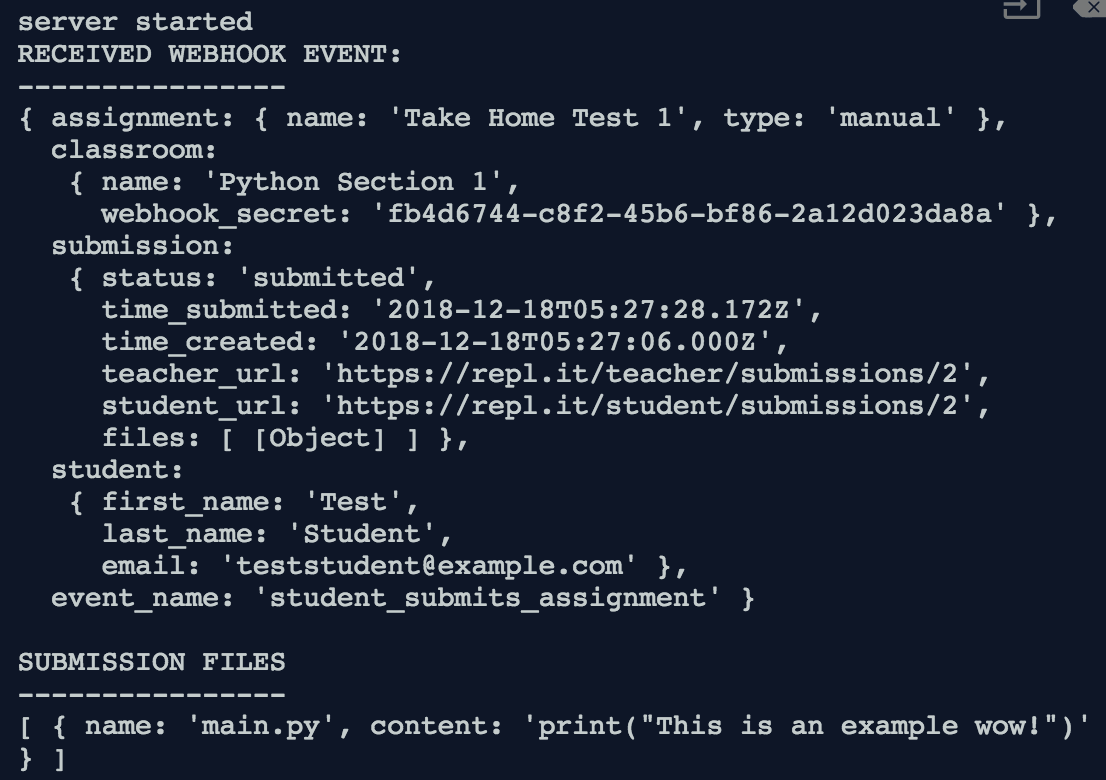 server started
RECEIVED WEBHOOK EVENT:
----------------
{ assignment: { name: 'Take Home Test 1', type: 'manual' },
  classroom:
   { name: 'Python Section 1',
     webhook_secret: 'fb4d6744-c8f2-45b6-bf86-2a12d023da8a' },
  submission:
   { status: 'submitted',
     time_submitted: '2018-12-18T05:27:28.172Z',
     time_created: '2018-12-18T05:27:06.000Z',
     teacher_url: 'https://repl.it/teacher/submissions/2',
     student_url: 'https://repl.it/student/submissions/2',
     files: [ [Object] ] },
  student:
   { first_name: 'Test',
     last_name: 'Student',
     email: 'teststudent@example.com' },
  event_name: 'student_submits_assignment' }

SUBMISSION FILES
----------------
[ { name: 'main.py', content: 'print("This is an example wow!")'
} ]